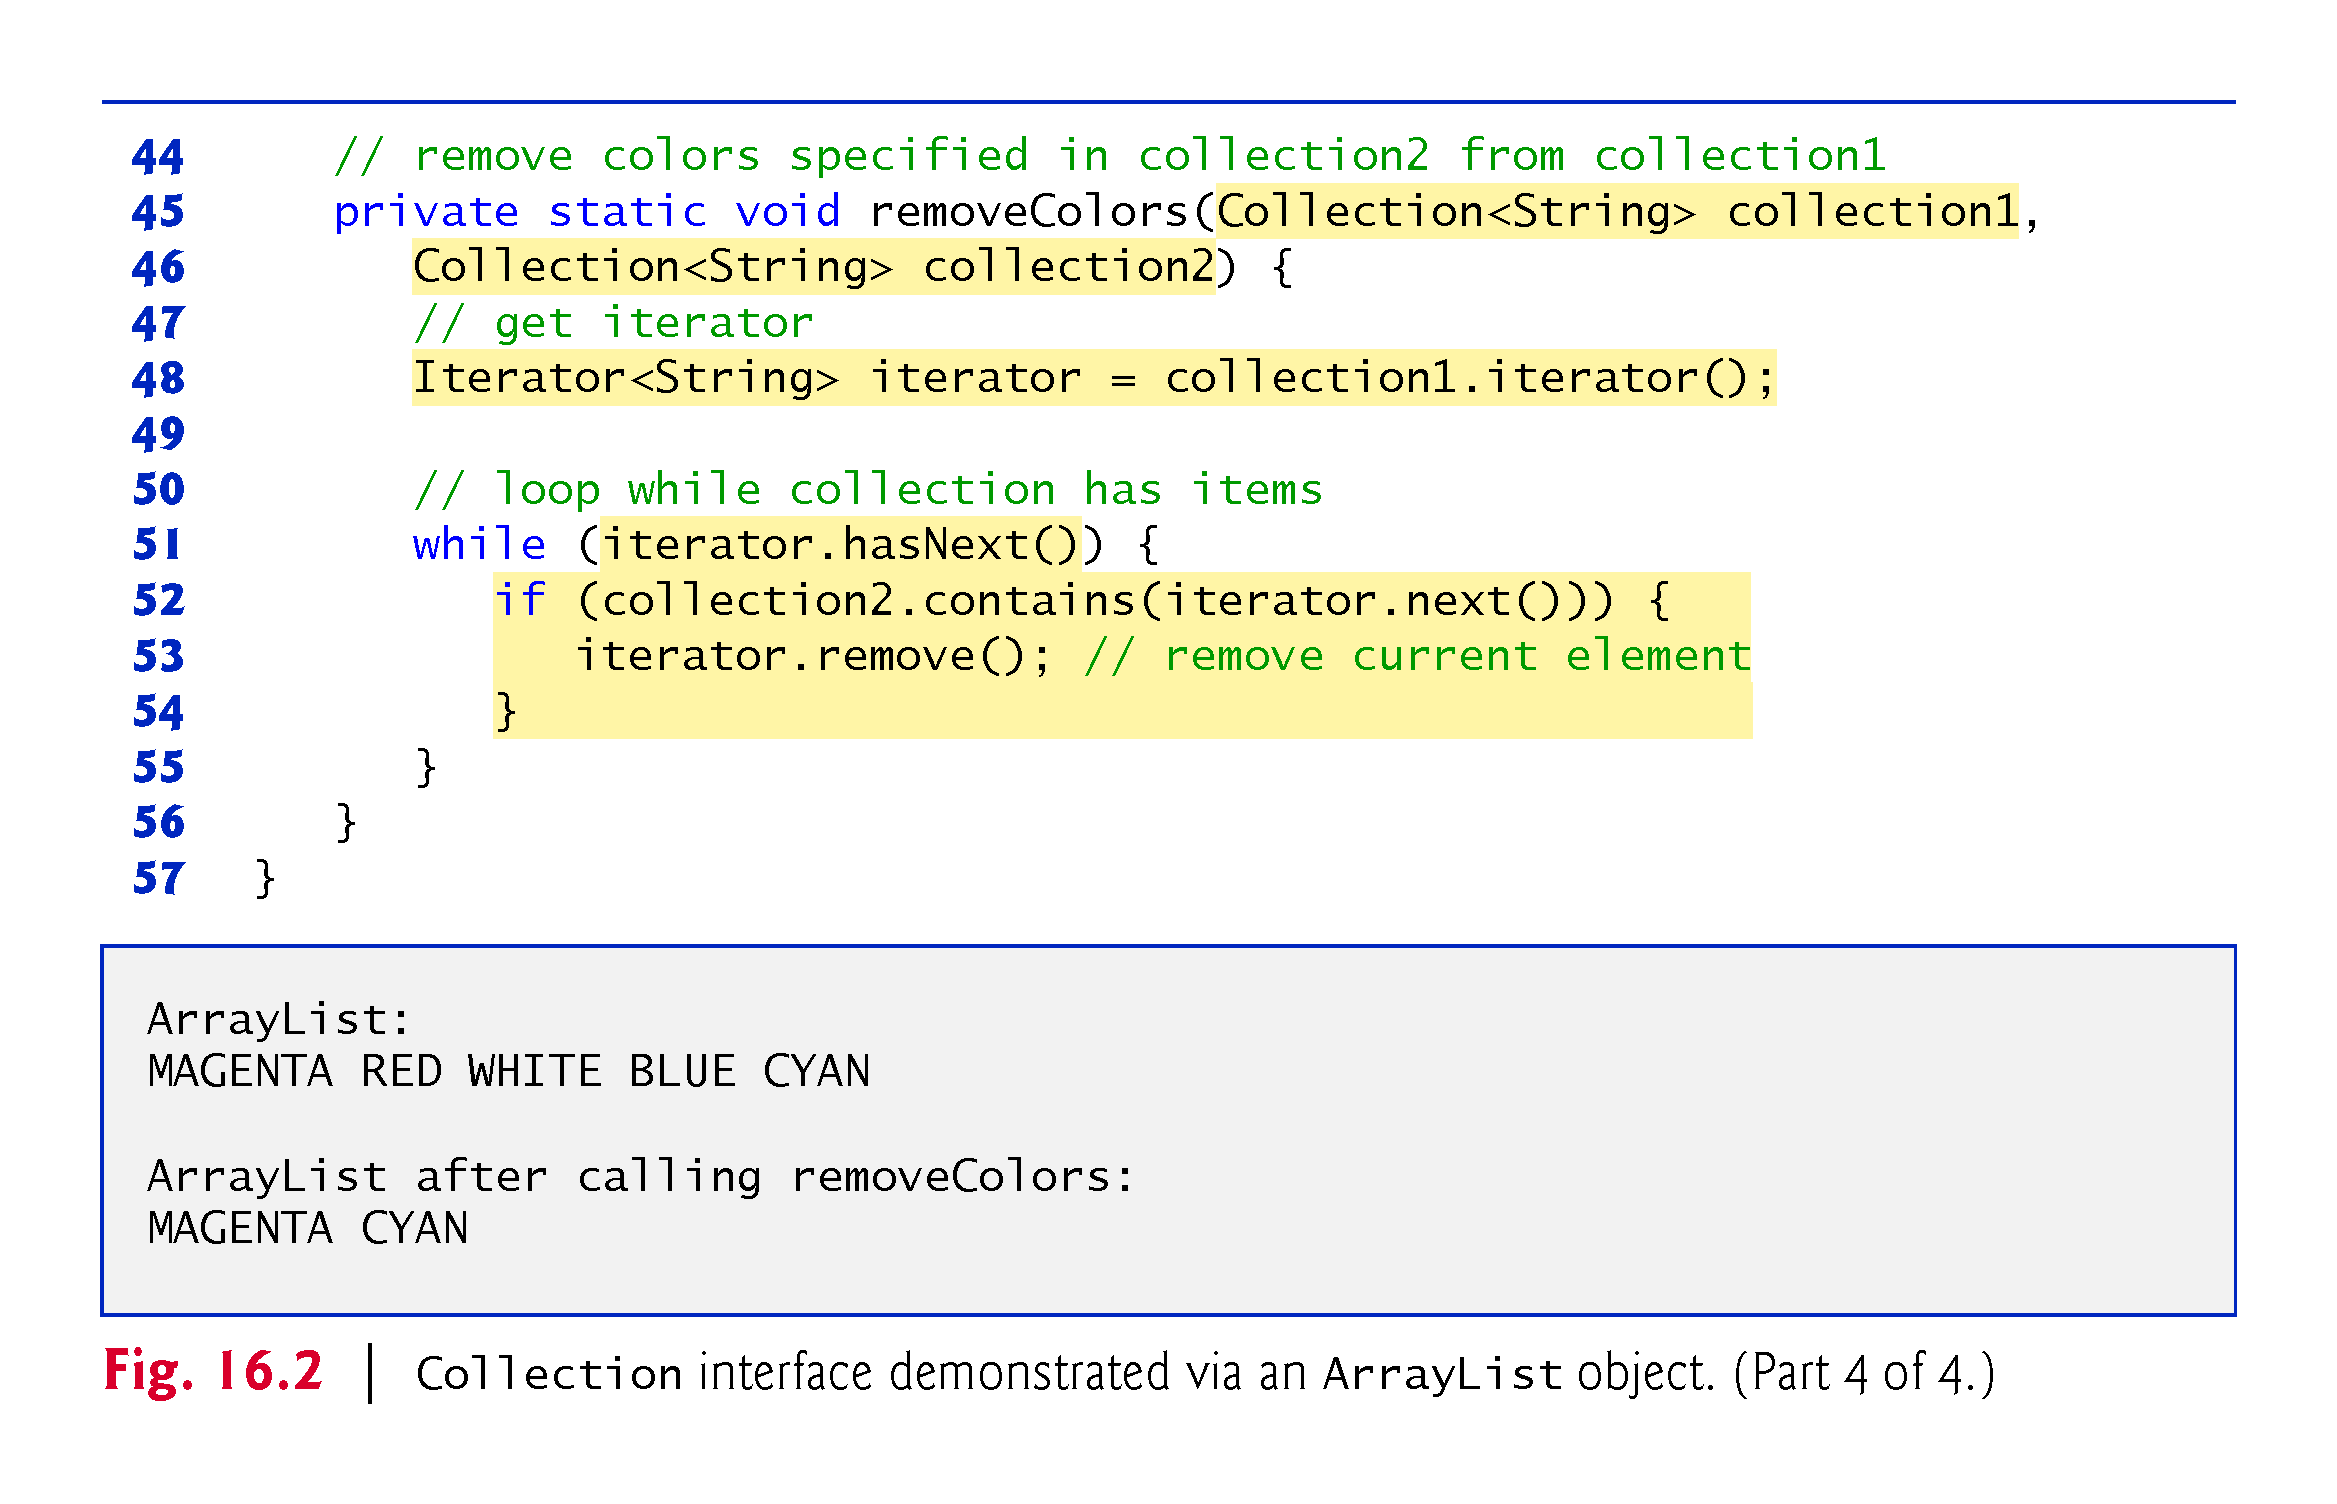 44 // remove colors specified in collection2 from collection1
45 private static void removeColors(Collection<String> collection1,
46 Collection<String> collection2) {
47 // get iterator
48 Iterator<String> iterator = collection1.iterator();
49
50 // loop while collection has items
51 while (iterator.hasNext()) {
52 if (collection2.contains(iterator.next())) {
53 iterator.remove(); // remove current element
54 }
55 }
56 }
57 }
ArrayList:
MAGENTA RED WHITE BLUE CYAN
ArrayList after calling removeColors:
MAGENTA CYAN
Fig. 16.2 | Collection interface demonstrated via an ArrayList object. (Part 4 of 4.)